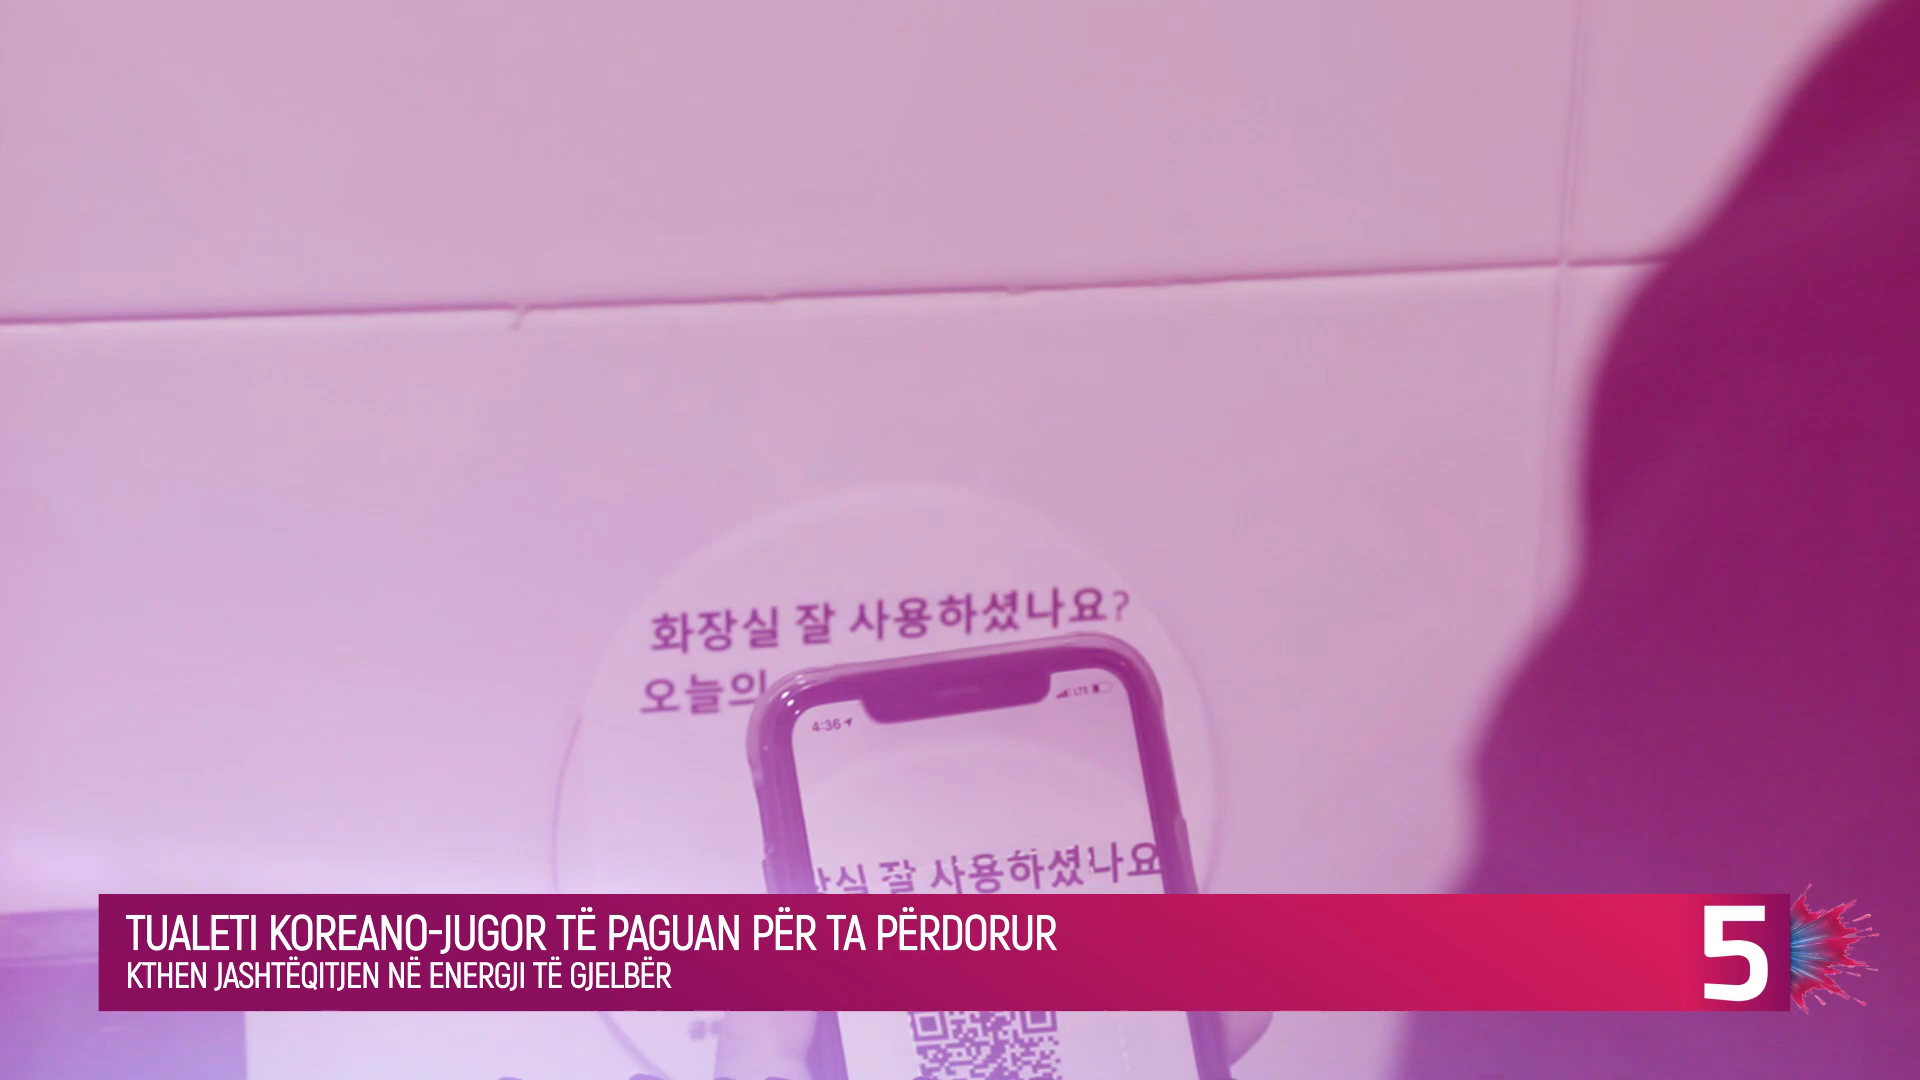 화장실 잘 사용하셨나요?
오늘의
4:36
LTE
실 잘 사용하셨나요
TUALETI KOREANO-JUGOR TË PAGUAN PËR TA PËRDORUR
KTHEN JASHTËQITJEN NË ENERGJI TË GJELBËR
5